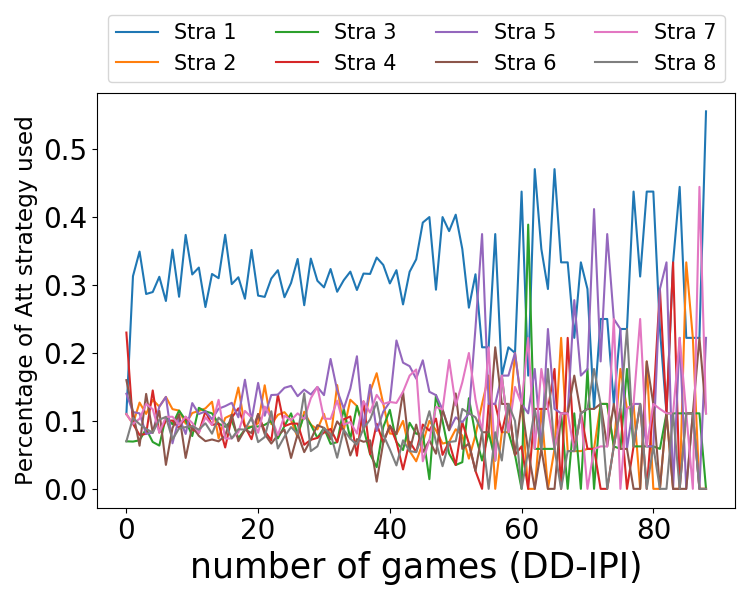 Stra 1 Stra 3 Stra 5 Stra 7
Stra 2 Stra 4 Stra 6 Stra 8
Percentage of Att strategy used
0.5
0.4
0.3
0.2
0.1
0.0
0 20 40 60 80
number of games (DD-IPI)